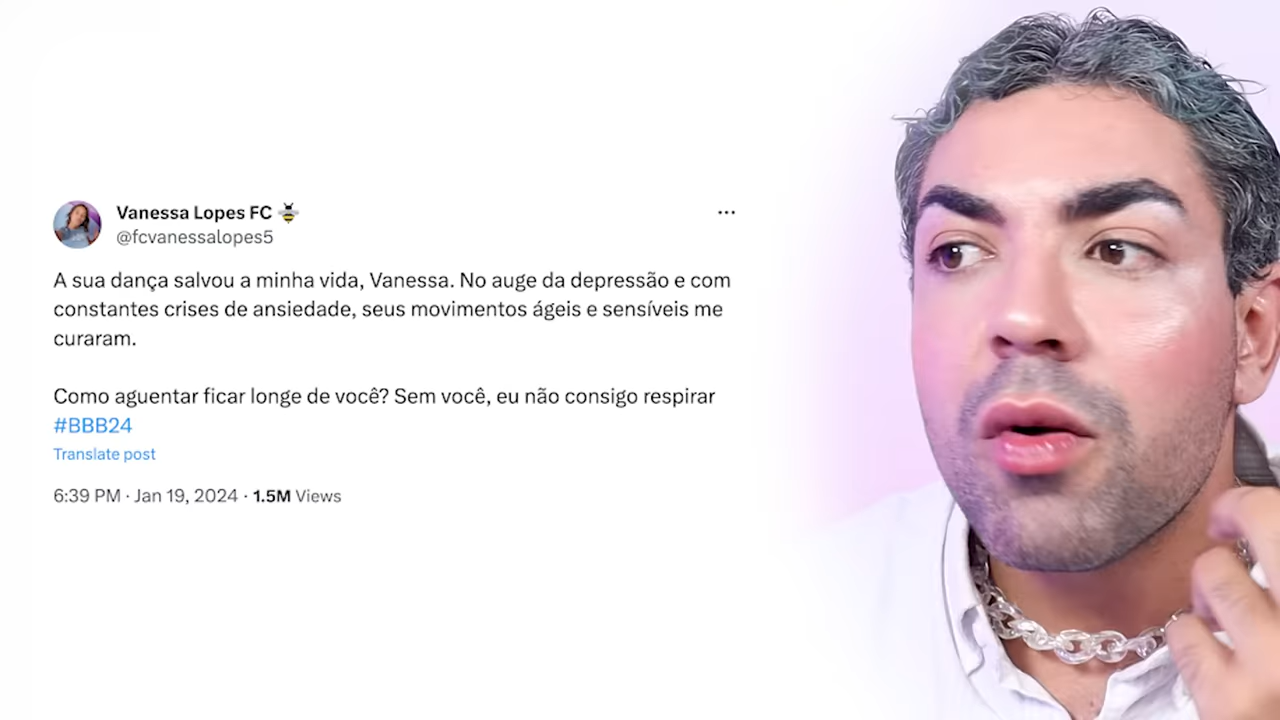 Vanessa Lopes FC 🐝
@fcvanessalopes5
A sua dança salvou a minha vida, Vanessa. No auge da depressão e com
constantes crises de ansiedade, seus movimentos ágeis e sensíveis me
curaram.
Como aguentar ficar longe de você? Sem você, eu não consigo respirar
#BBB24
Translate post
6:39 PM · Jan 19, 2024 · 1.5M Views